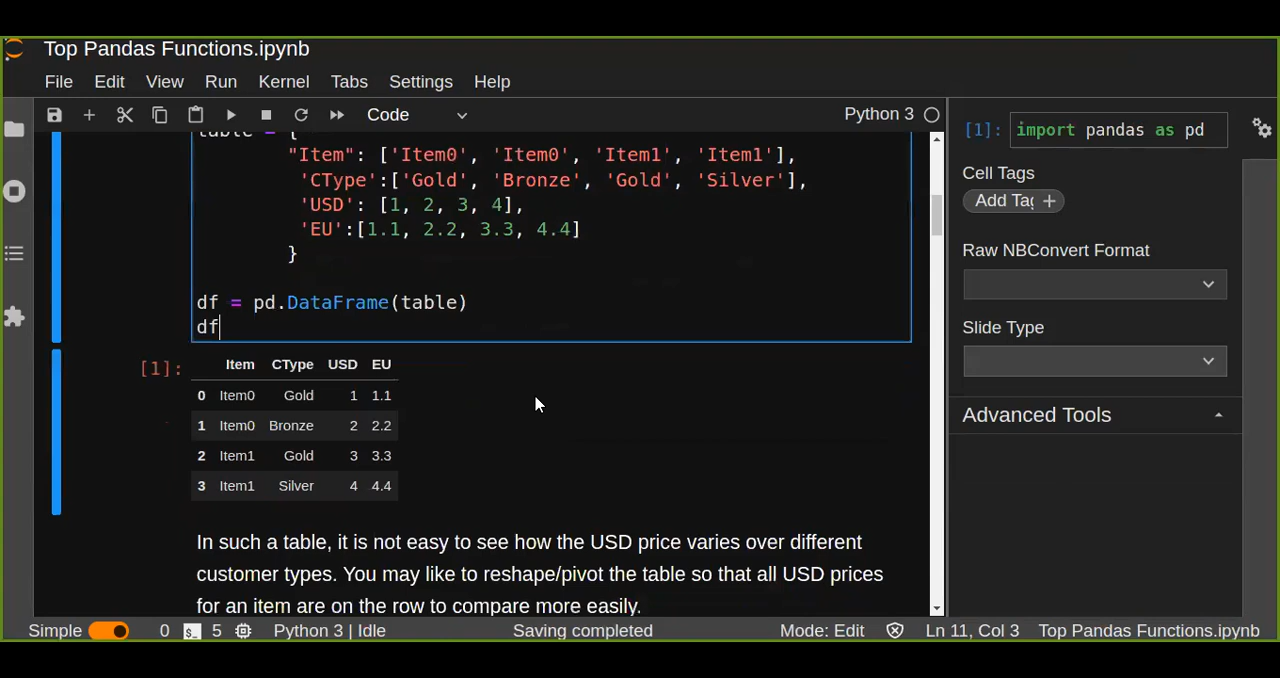 Top Pandas Functions.ipynb
File Edit View Run Kernel Tabs Settings Help
Code
Python 3
table = {
"Item": ['Item0', 'Item0', 'Item1', 'Item1'],
'CType':['Gold', 'Bronze', 'Gold', 'Silver'],
'USD': [1, 2, 3, 4],
'EU':[1.1, 2.2, 3.3, 4.4]
}
df = pd.DataFrame(table)
df
[1]:
Item CType USD EU
0 Item0 Gold 1 1.1
1 Item0 Bronze 2 2.2
2 Item1 Gold 3 3.3
3 Item1 Silver 4 4.4
In such a table, it is not easy to see how the USD price varies over different
customer types. You may like to reshape/pivot the table so that all USD prices
for an item are on the row to compare more easily.
[1]: import pandas as pd
Cell Tags
Add Tag +
Raw NBConvert Format
Slide Type
Advanced Tools
Simple 0 $_ 5 Python 3 | Idle Saving completed Mode: Edit Ln 11, Col 3 Top Pandas Functions.ipynb